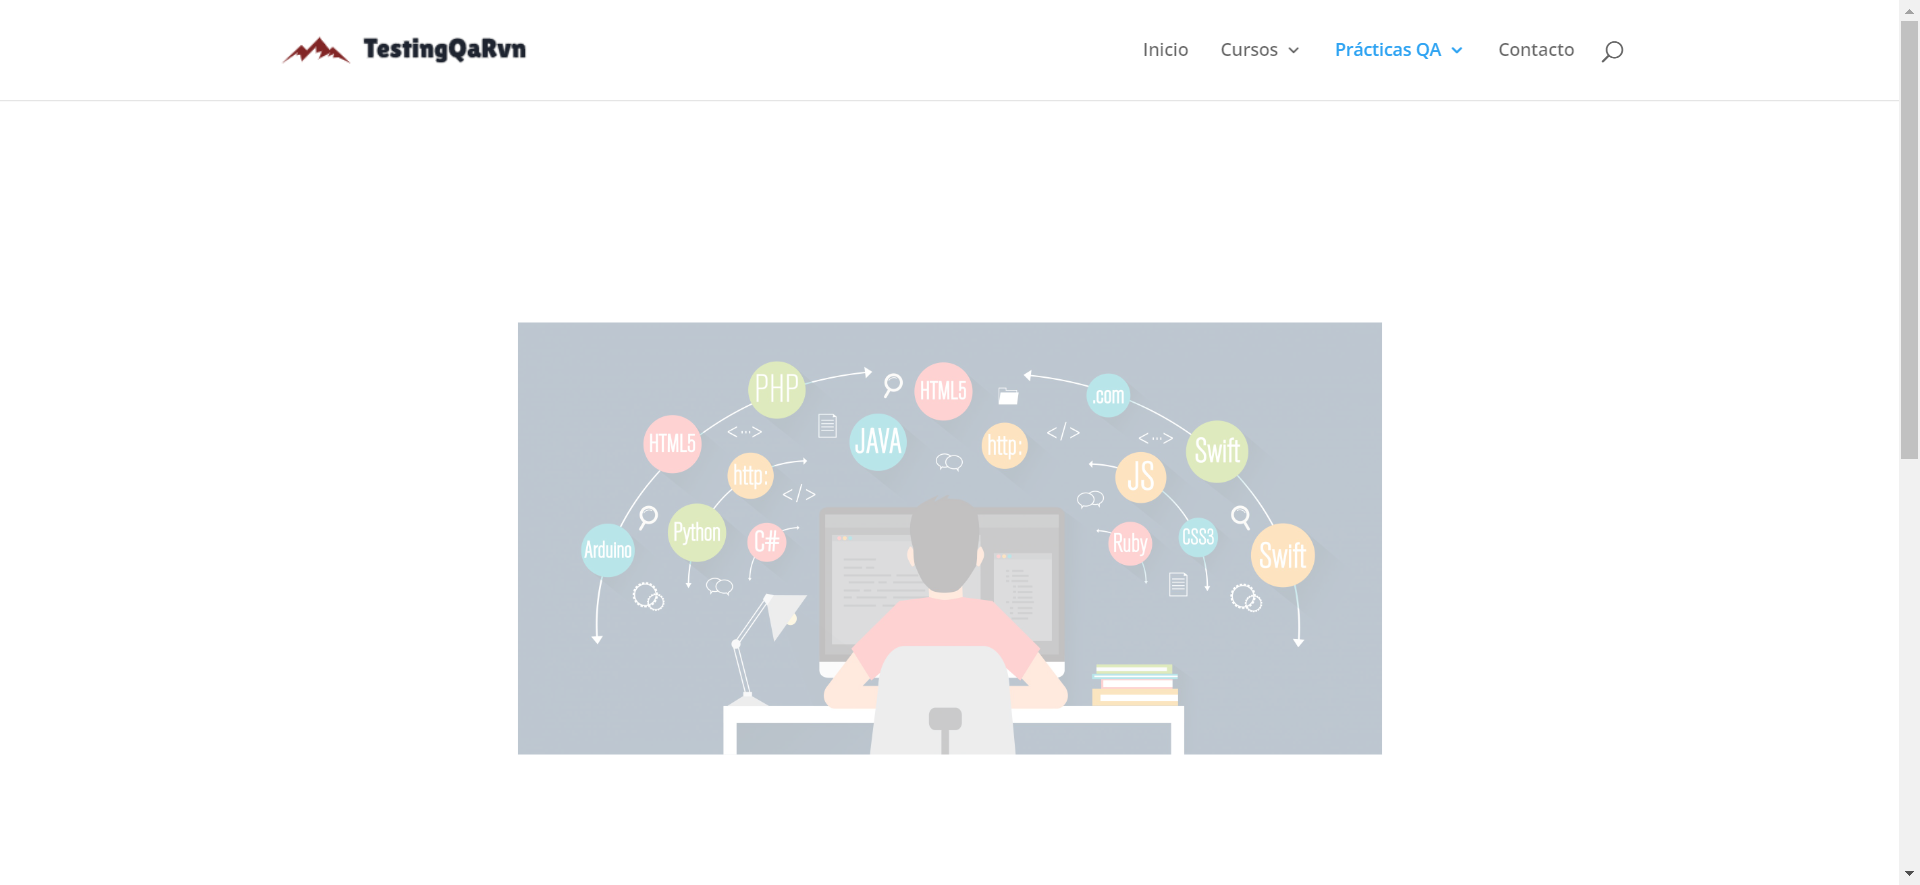 TestingQaRvn
Inicio
Cursos
Prácticas QA
Contacto
PHP
HTML5
.com
HTML5
JAVA
http:
Swift
http:
JS
</>
<...>
<...>
</>
Arduino
Python
C#
Ruby
CSS3
Swift